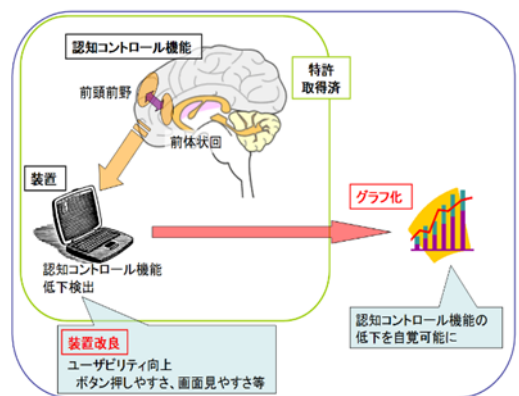 認知コントロール機能
特許
取得済
前頭前野
前体状回
装置
グラフ化
認知コントロール機能
低下検出
装置改良
ユーザビリティ向上
ボタン押しやすさ、画面見やすさ等
認知コントロール機能の
低下を自覚可能に